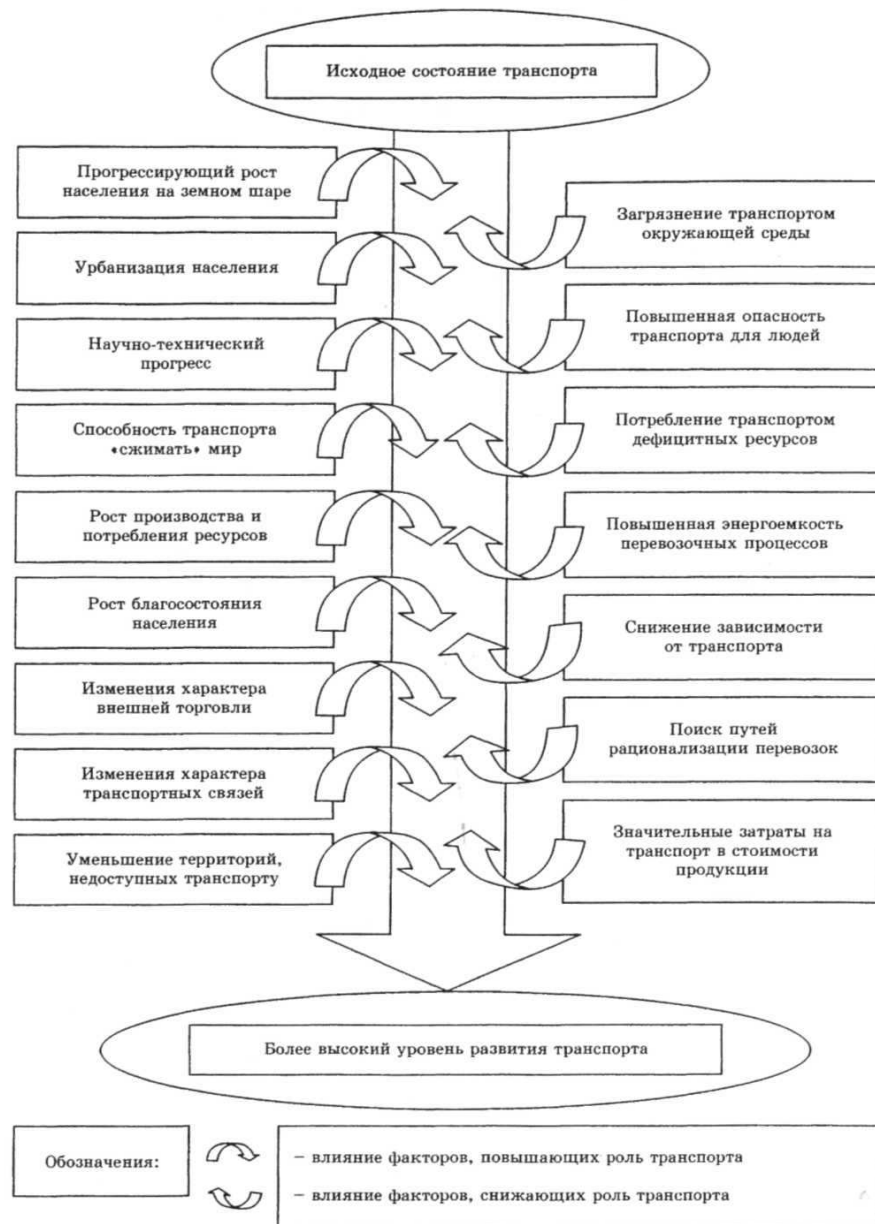 Исходное состояние транспорта
Прогрессирующий рост
населения на земном шаре
Урбанизация населения
Научно-технический
прогресс
Способность транспорта
«сжимать» мир
Рост производства и
потребления ресурсов
Рост благосостояния
населения
Изменения характера
внешней торговли
Изменения характера
транспортных связей
Уменьшение территорий,
недоступных транспорту
Загрязнение транспортом
окружающей среды
Повышенная опасность
транспорта для людей
Потребление транспортом
дефицитных ресурсов
Повышенная энергоемкость
перевозочных процессов
Снижение зависимости
от транспорта
Поиск путей
рационализации перевозок
Значительные затраты на
транспорт в стоимости
продукции
Более высокий уровень развития транспорта
Обозначения:
– влияние факторов, повышающих роль транспорта
– влияние факторов, снижающих роль транспорта